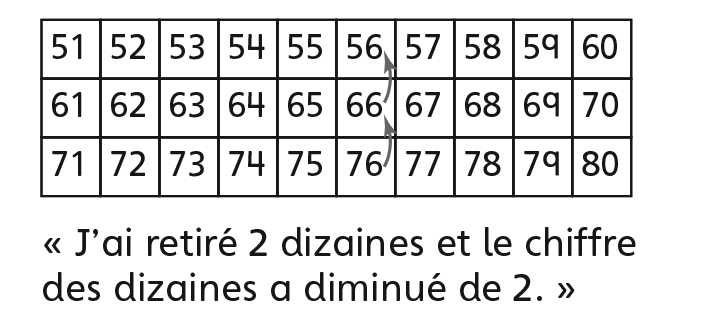 51 52 53 54 55 56 57 58 59 60
61 62 63 64 65 66 67 68 69 70
71 72 73 74 75 76 77 78 79 80
« J’ai retiré 2 dizaines et le chiffre
des dizaines a diminué de 2. »